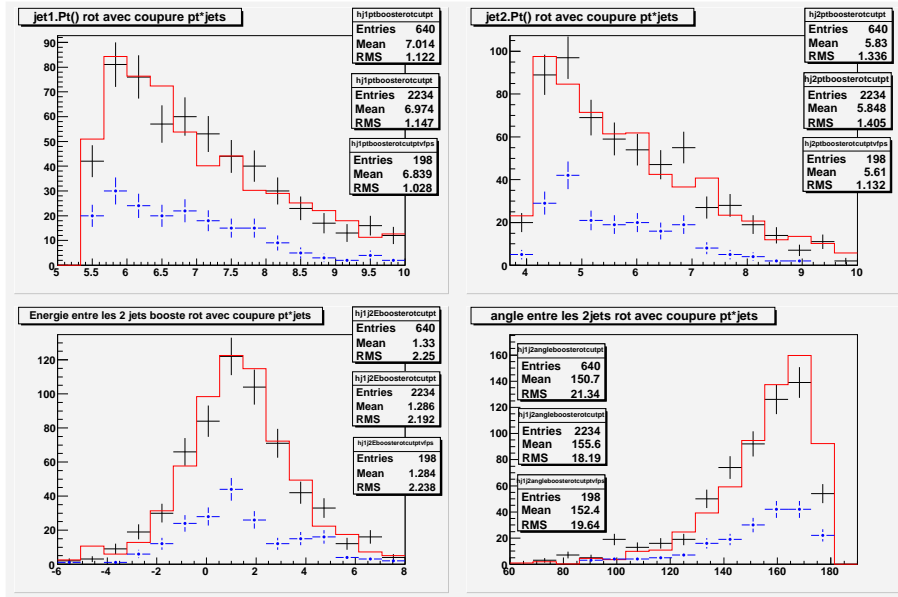 jet1.Pt() rot avec coupure pt*jets
hj1ptboosterotcutpt
Entries 640
Mean 7.014
RMS 1.122
hj1ptboosterotcutpt
Entries 2234
Mean 6.974
RMS 1.147
hj1ptboosterotcutptvfps
Entries 198
Mean 6.839
RMS 1.028
90
80
70
60
50
40
30
20
10
0
5 5.5 6 6.5 7 7.5 8 8.5 9 9.5 10
jet2.Pt() rot avec coupure pt*jets
hj2ptboosterotcutpt
Entries 640
Mean 5.83
RMS 1.336
hj2ptboosterotcutpt
Entries 2234
Mean 5.848
RMS 1.405
hj2ptboosterotcutptvfps
Entries 198
Mean 5.61
RMS 1.132
100
80
60
40
20
0
4 5 6 7 8 9 10
Energie entre les 2 jets booste rot avec coupure pt*jets
hj1j2Eboosterotcutpt
Entries 640
Mean 1.33
RMS 2.25
hj1j2Eboosterotcutpt
Entries 2234
Mean 1.286
RMS 2.192
hj1j2Eboosterotcutptvfps
Entries 198
Mean 1.284
RMS 2.238
120
100
80
60
40
20
0
-6 -4 -2 0 2 4 6 8
angle entre les 2jets rot avec coupure pt*jets
hj1j2angleboosterotcutpt
Entries 640
Mean 150.7
RMS 21.34
hj1j2angleboosterotcutpt
Entries 2234
Mean 155.6
RMS 18.19
hj1j2angleboosterotcutptvfps
Entries 198
Mean 152.4
RMS 19.64
175
150
125
100
75
50
25
0
60 80 100 120 140 160 180